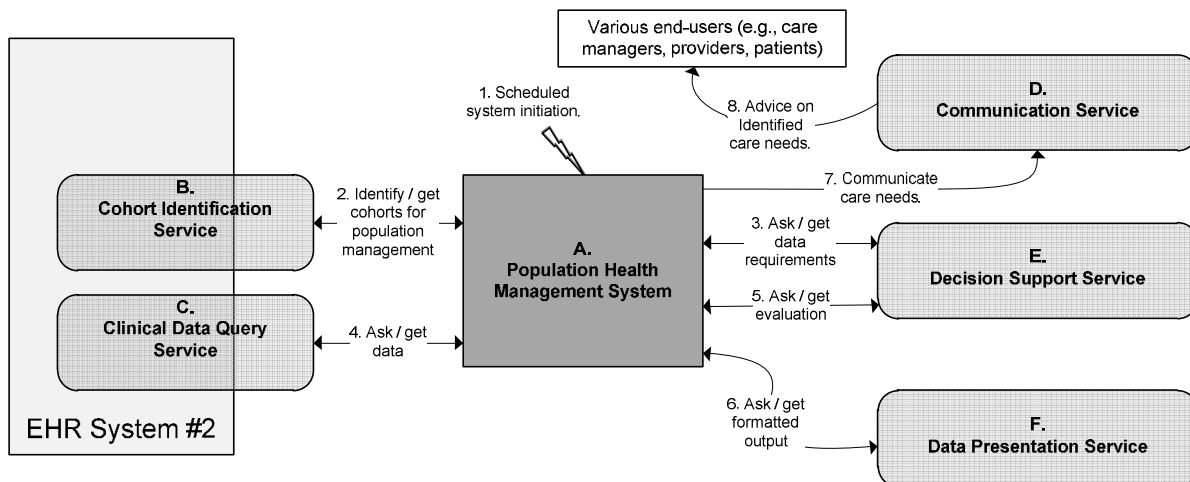 Various end-users (e.g., care
managers, providers, patients)
1. Scheduled
system initiation.
8. Advice on
Identified
care needs.
D.
Communication Service
B.
Cohort Identification
Service
2. Identify / get
cohorts for
population
management
A.
Population Health
Management System
7. Communicate
care needs.
3. Ask / get
data
requirements
E.
Decision Support Service
5. Ask / get
evaluation
C.
Clinical Data Query
Service
4. Ask / get
data
6. Ask / get
formatted
output
F.
Data Presentation Service
EHR System #2